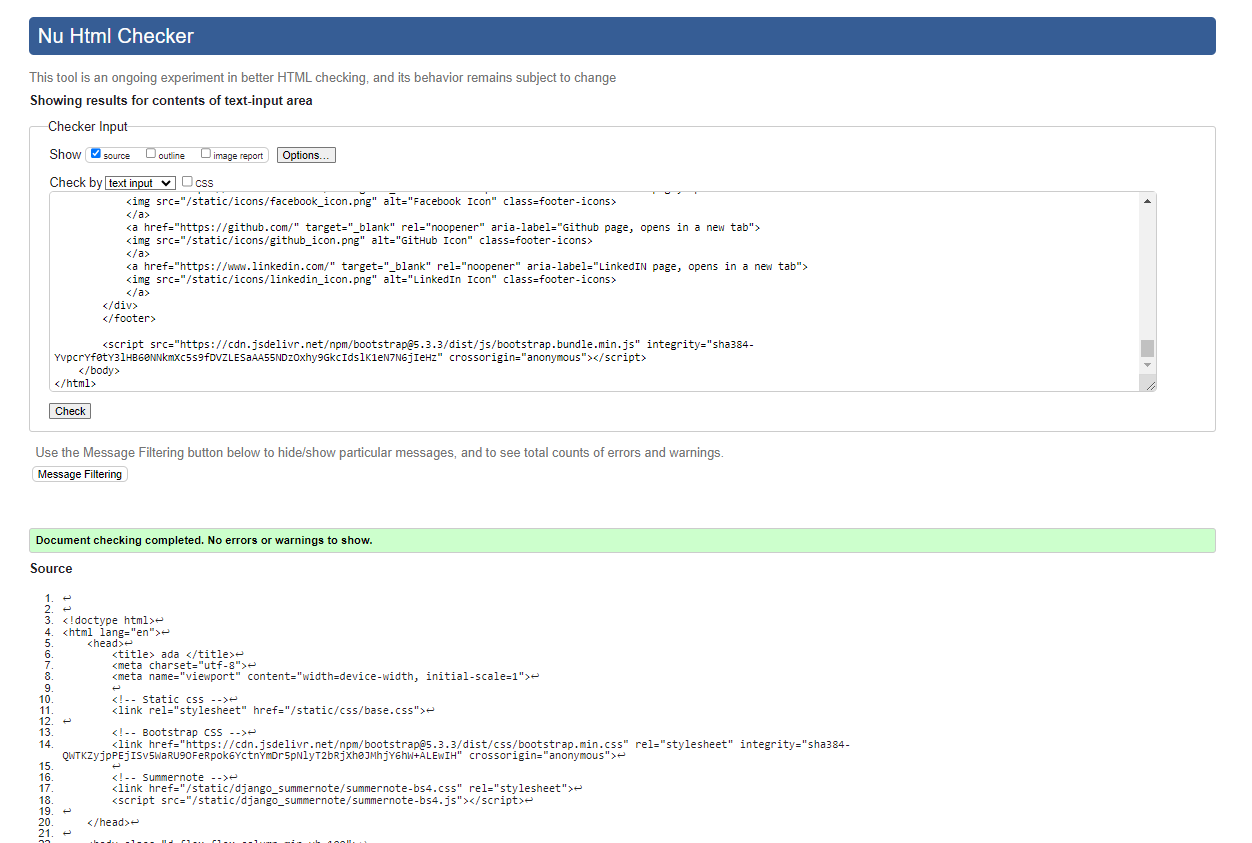 Nu Html Checker
This tool is an ongoing experiment in better HTML checking, and its behavior remains subject to change
Showing results for contents of text-input area
Checker Input
Show source outline image report Options...
Check by text input CSS
<img src="/static/icons/facebook_icon.png" alt="Facebook Icon" class=footer-icons>
</a>
<a href="https://github.com/" target="_blank" rel="noopener" aria-label="Github page, opens in a new tab">
<img src="/static/icons/github_icon.png" alt="GitHub Icon" class=footer-icons>
</a>
<a href="https://www.linkedin.com/" target="_blank" rel="noopener" aria-label="LinkedIN page, opens in a new tab">
<img src="/static/icons/linkedin_icon.png" alt="LinkedIn Icon" class=footer-icons>
</a>
</div>
</footer>
<script src="https://cdn.jsdelivr.net/npm/bootstrap@5.3.3/dist/js/bootstrap.bundle.min.js" integrity="sha384-
YvpcrYf0tY3lHB60NNkmXc5s9fDVZLESaAA55NDzOxhy9GkcIdslK1eN7N6jIeHz" crossorigin="anonymous"></script>
</body>
</html>
Check
Use the Message Filtering button below to hide/show particular messages, and to see total counts of errors and warnings.
Message Filtering
Document checking completed. No errors or warnings to show.
Source
1. ↩
2. ↩
3. <!doctype html>↩
4. <html lang="en">↩
5. <head>↩
6. <title> ada </title>↩
7. <meta charset="utf-8">↩
8. <meta name="viewport" content="width=device-width, initial-scale=1">↩
9. ↩
10. <!-- Static css -->↩
11. <link rel="stylesheet" href="/static/css/base.css">↩
12. ↩
13. <!-- Bootstrap CSS -->↩
14. <link href="https://cdn.jsdelivr.net/npm/bootstrap@5.3.3/dist/css/bootstrap.min.css" rel="stylesheet" integrity="sha384-
QWTKZyjpPEjISv5WaRU9OFeRpok6YctnYmDr5pNlyT2bRjXh0JMhjY6hW+ALEwIH" crossorigin="anonymous">↩
15. ↩
16. <!-- Summernote -->↩
17. <link href="/static/django_summernote/summernote-bs4.css" rel="stylesheet">↩
18. <script src="/static/django_summernote/summernote-bs4.js"></script>↩
19. ↩
20. </head>↩
21. ↩